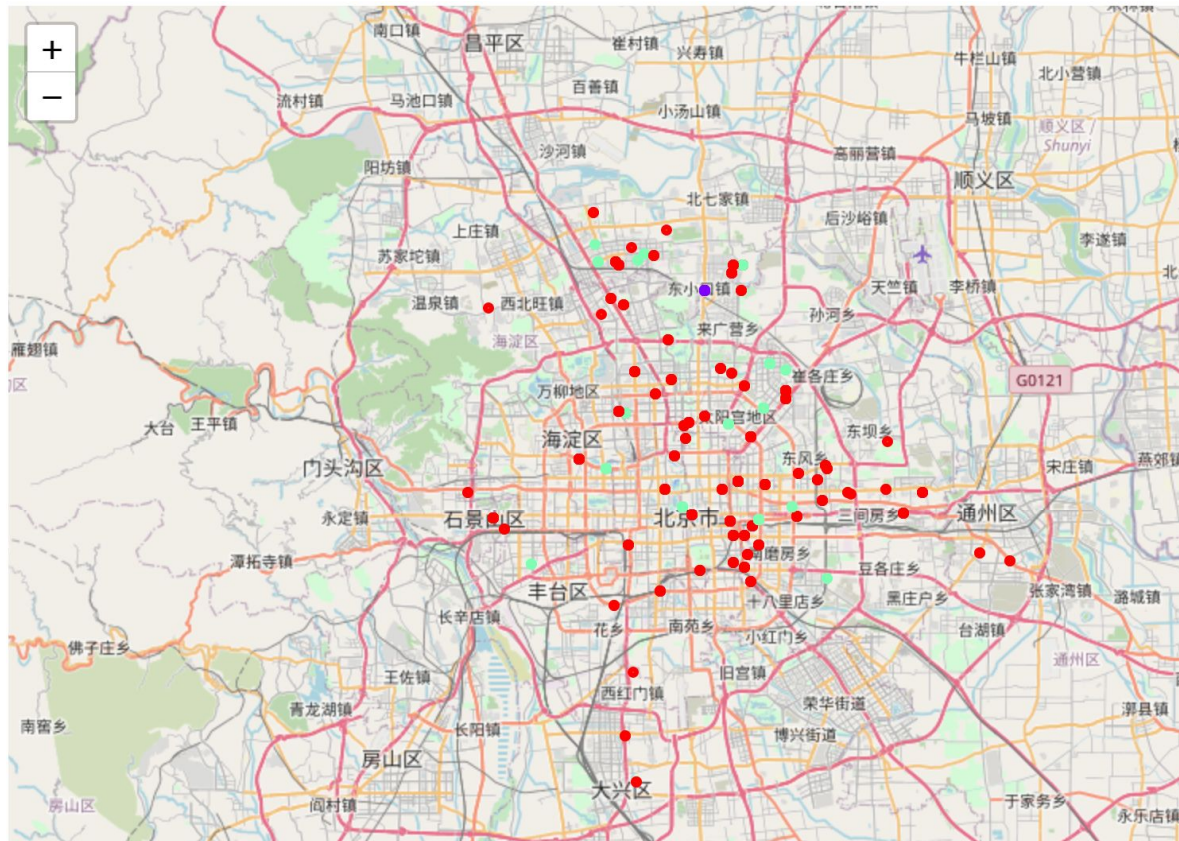 +
−
南口镇
昌平区
崔村镇
兴寿镇
牛栏山镇
北小营镇
百善镇
流村镇
马池口镇
小汤山镇
马坡镇
顺义区 /
Shunyi
沙河镇
高丽营镇
阳坊镇
顺义区
北七家镇
后沙峪镇
上庄镇
李遂镇
苏家坨镇
天竺镇
李桥镇
温泉镇
西北旺镇
孙河乡
来广营乡
海淀区
雁翅镇
崔各庄乡
G0121
万柳地区
王平镇
大台
太阳宫地区
东坝乡
海淀区
东风乡
门头沟区
宋庄镇
燕郊镇
永定镇
石景山区
北京市
三间房乡
通州区
南磨房乡
潭拓寺镇
豆各庄乡
丰台区
张家湾镇
潞城镇
十八里店乡
黑庄户乡
长辛店镇
花乡
南苑乡
小红门乡
台湖镇
佛子庄乡
通州区
王佐镇
旧宫镇
西红门镇
荣华街道
青龙湖镇
漷县镇
南窖乡
长阳镇
博兴街道
房山区
大兴区
房山区
阎村镇
于家务乡
永乐店镇